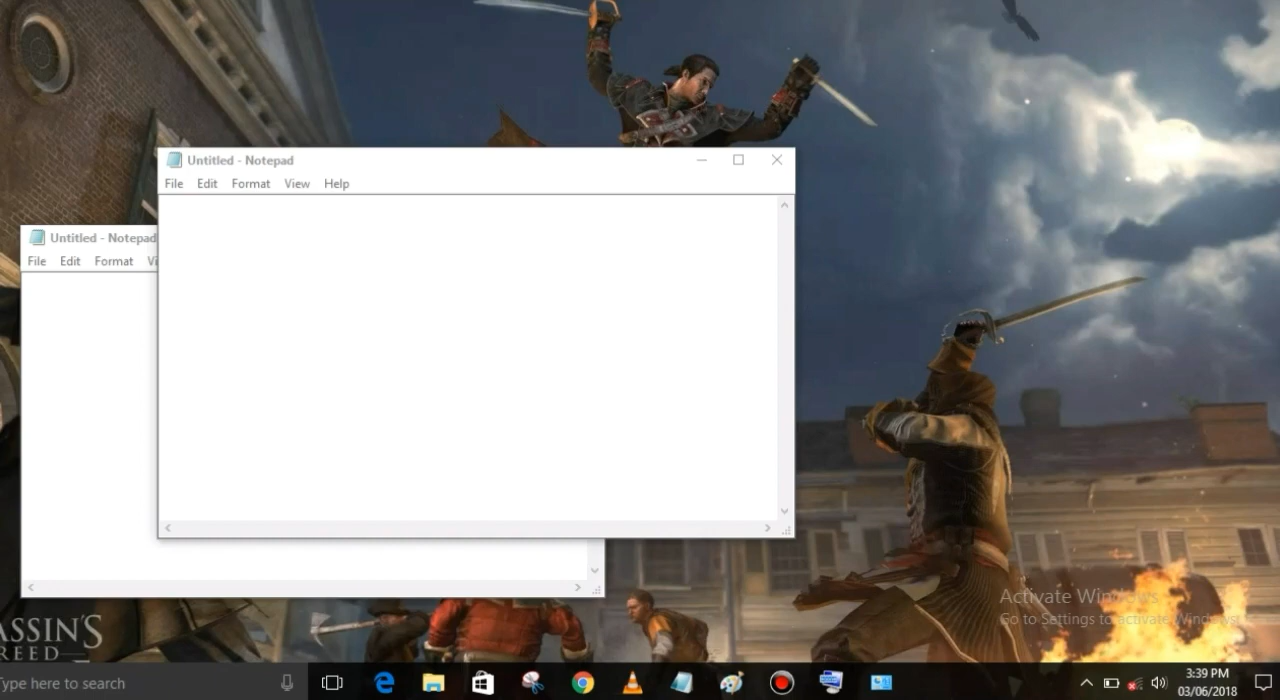 Untitled - Notepad
File Edit Format View Help
Untitled - Notepad
File Edit Format Vi
Activate Windows
Go to Settings to activate Windows.
ASSIN'S
REED
Type here to search
3:39 PM
03/06/2018